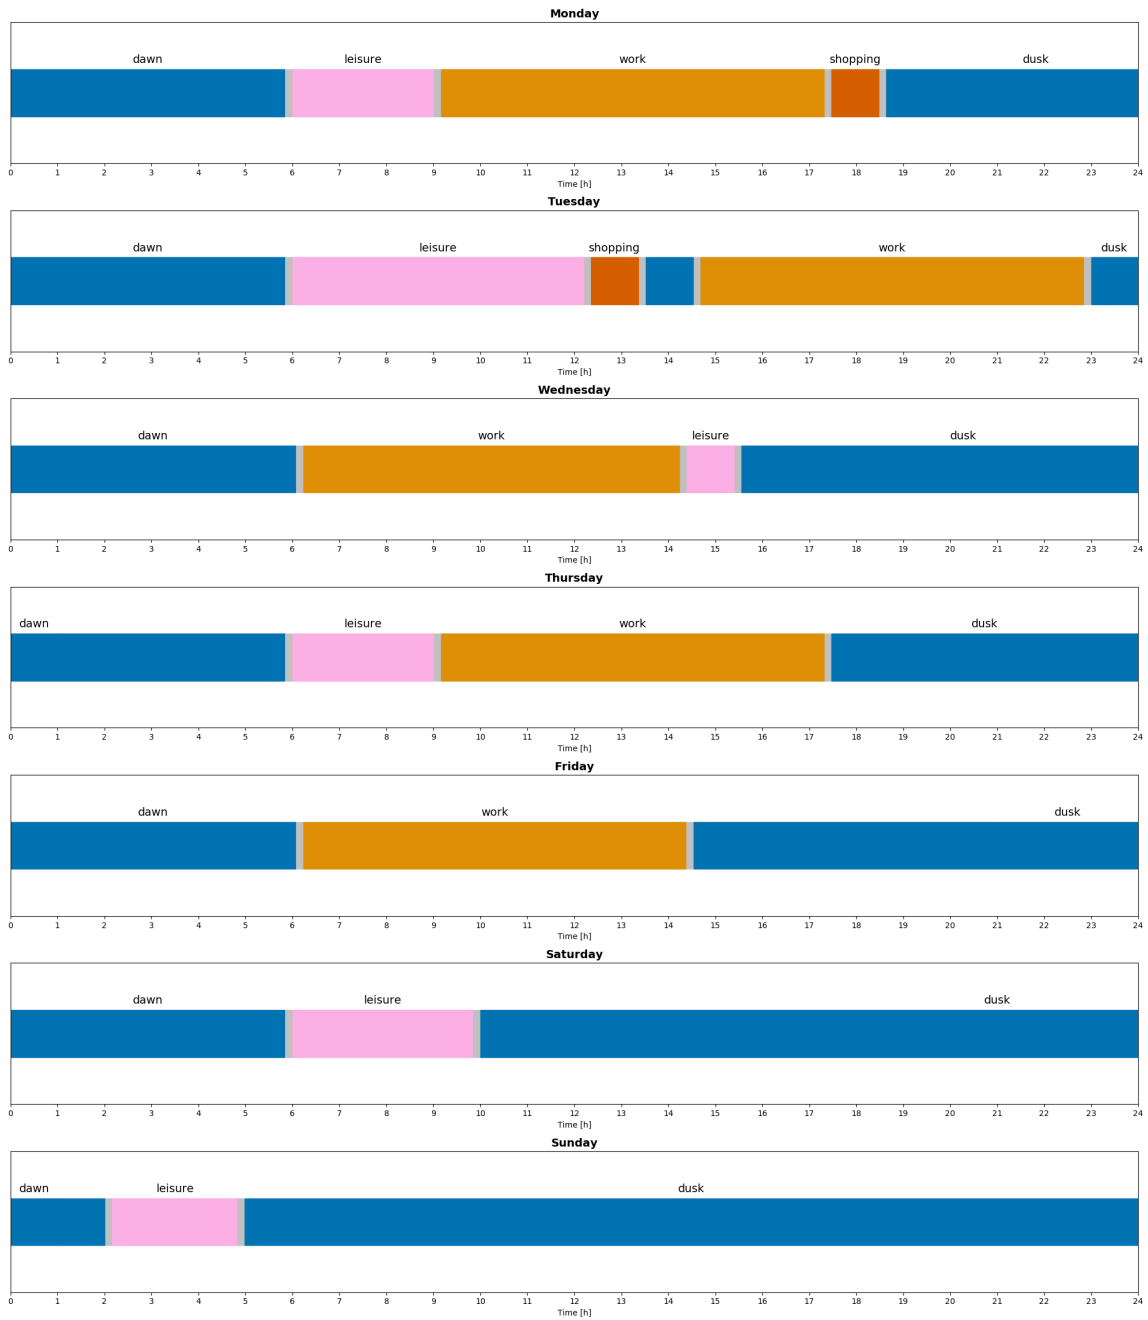 Monday
dawn leisure work shopping dusk
0 1 2 3 4 5 6 7 8 9 10 11 12 13 14 15 16 17 18 19 20 21 22 23 24
Time [h]
Tuesday
dawn leisure shopping work dusk
0 1 2 3 4 5 6 7 8 9 10 11 12 13 14 15 16 17 18 19 20 21 22 23 24
Time [h]
Wednesday
dawn work leisure dusk
0 1 2 3 4 5 6 7 8 9 10 11 12 13 14 15 16 17 18 19 20 21 22 23 24
Time [h]
Thursday
dawn leisure work dusk
0 1 2 3 4 5 6 7 8 9 10 11 12 13 14 15 16 17 18 19 20 21 22 23 24
Time [h]
Friday
dawn work dusk
0 1 2 3 4 5 6 7 8 9 10 11 12 13 14 15 16 17 18 19 20 21 22 23 24
Time [h]
Saturday
dawn leisure dusk
0 1 2 3 4 5 6 7 8 9 10 11 12 13 14 15 16 17 18 19 20 21 22 23 24
Time [h]
Sunday
dawn leisure dusk
0 1 2 3 4 5 6 7 8 9 10 11 12 13 14 15 16 17 18 19 20 21 22 23 24
Time [h]